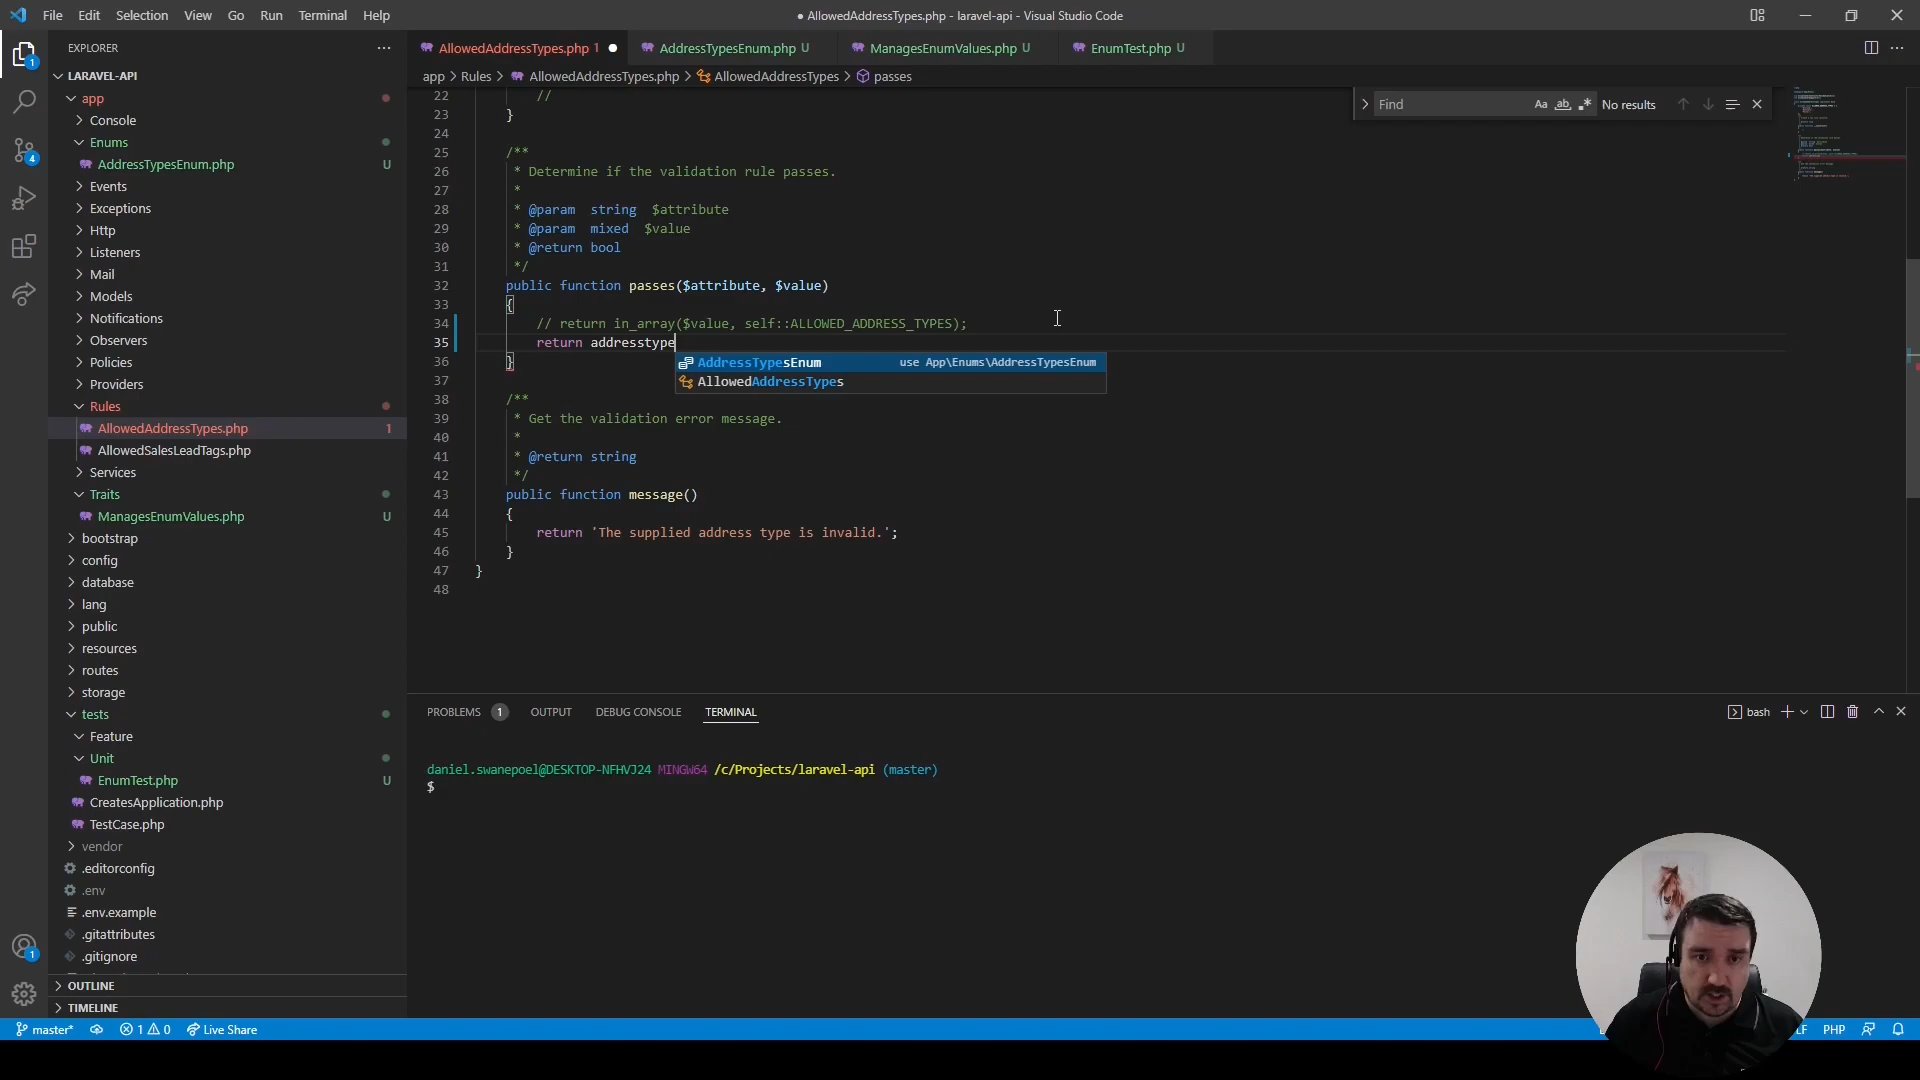 File Edit Selection View Go Run Terminal Help
● AllowedAddressTypes.php - laravel-api - Visual Studio Code
EXPLORER
LARAVEL-API
app
Console
Enums
AddressTypesEnum.php U
Events
Exceptions
Http
Listeners
Mail
Models
Notifications
Observers
Policies
Providers
Rules
AllowedAddressTypes.php 1
AllowedSalesLeadTags.php
Services
Traits
ManagesEnumValues.php U
bootstrap
config
database
lang
public
resources
routes
storage
tests
Feature
Unit
EnumTest.php U
CreatesApplication.php
TestCase.php
vendor
.editorconfig
.env
.env.example
.gitattributes
.gitignore
OUTLINE
TIMELINE
1
4
1
AllowedAddressTypes.php 1 AddressTypesEnum.php U ManagesEnumValues.php U EnumTest.php U
app > Rules > AllowedAddressTypes.php > AllowedAddressTypes > passes
Find Aa ab No results
22 //
23 }
24
25 /**
26 * Determine if the validation rule passes.
27 *
28 * @param string $attribute
29 * @param mixed $value
30 * @return bool
31 */
32 public function passes($attribute, $value)
33 {
34 // return in_array($value, self::ALLOWED_ADDRESS_TYPES);
35 return addresstype
AddressTypesEnum use App\Enums\AddressTypesEnum
AllowedAddressTypes
36 }
37
38 /**
39 * Get the validation error message.
40 *
41 * @return string
42 */
43 public function message()
44 {
45 return 'The supplied address type is invalid.';
46 }
47 }
48
PROBLEMS 1 OUTPUT DEBUG CONSOLE TERMINAL
bash
daniel.swanepoel@DESKTOP-NFHVJ24 MINGW64 /c/Projects/laravel-api (master)
$
master* 1 0 Live Share
LF PHP